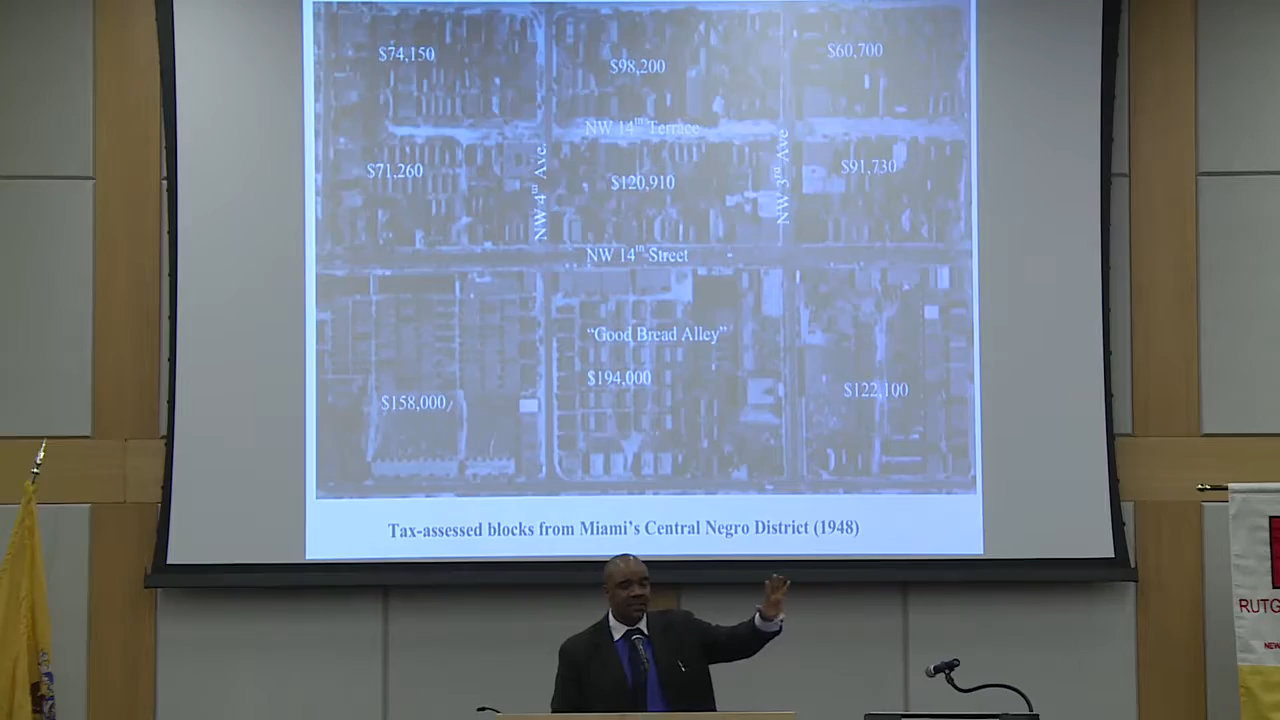 $74,150
$98,200
$60,700
NW 14th Terrace
$71,260
NW 4th Ave.
$120,910
NW 3rd Ave
$91,730
NW 14th Street
“Good Bread Alley”
$194,000
$158,000
$122,100
Tax-assessed blocks from Miami’s Central Negro District (1948)
RUTG
NEW